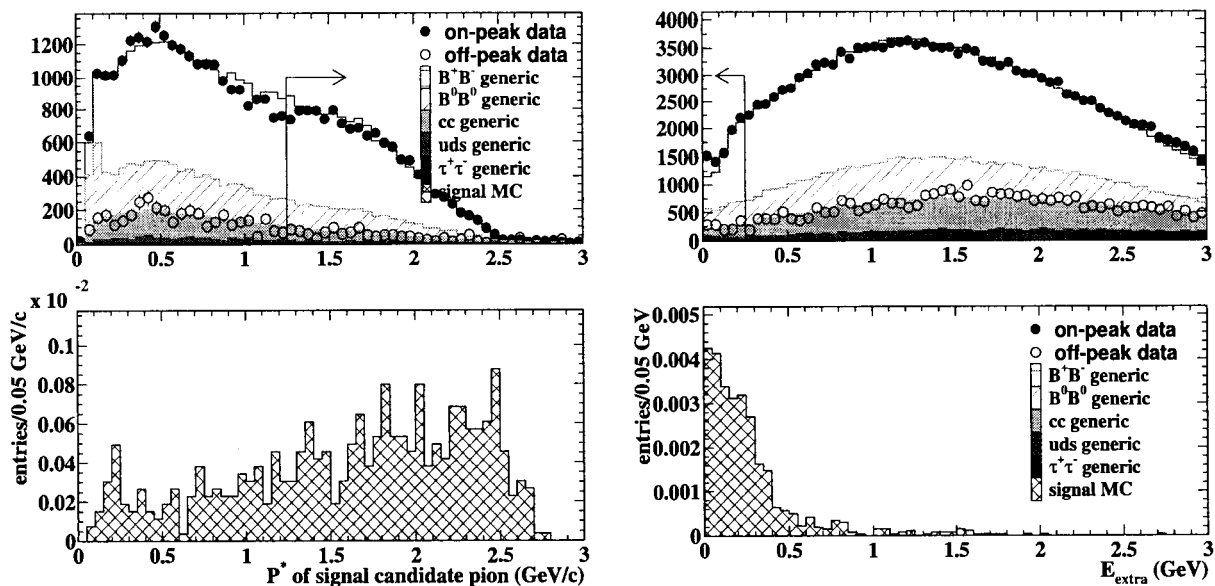 1200
1000
800
600
400
200
0
0 0.5 1 1.5 2 2.5 3
on-peak data
off-peak data
B⁺B⁻ generic
B⁰B⁰ generic
cc generic
uds generic
τ⁺τ⁻ generic
signal MC
4000
3500
3000
2500
2000
1500
1000
500
0
0 0.5 1 1.5 2 2.5 3
x 10⁻²
entries/0.05 GeV/c
0.1
0.08
0.06
0.04
0.02
0
0 0.5 1 1.5 2 2.5 3
P* of signal candidate pion (GeV/c)
entries/0.05 GeV
0.005
0.004
0.003
0.002
0.001
0
0 0.5 1 1.5 2 2.5 3
on-peak data
off-peak data
B⁺B⁻ generic
B⁰B⁰ generic
cc generic
uds generic
τ⁺τ⁻ generic
signal MC
E_extra (GeV)